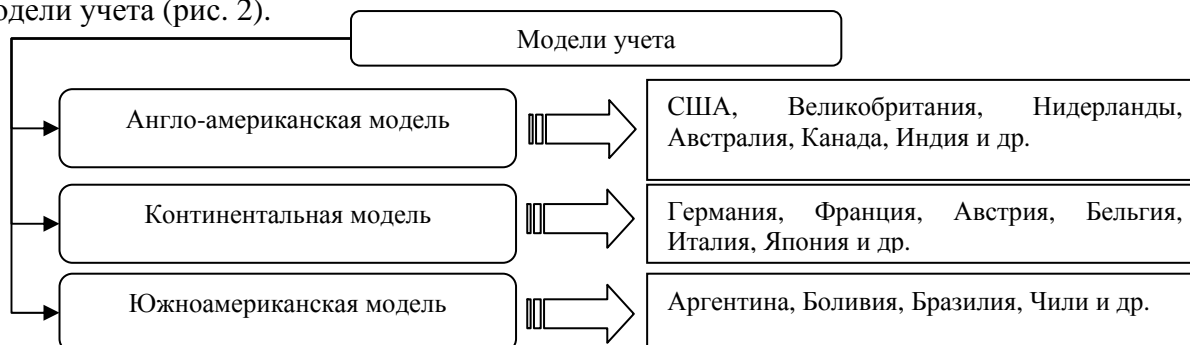 одели учета (рис. 2).
Модели учета
Англо-американская модель
США, Великобритания, Нидерланды,
Австралия, Канада, Индия и др.
Континентальная модель
Германия, Франция, Австрия, Бельгия,
Италия, Япония и др.
Южноамериканская модель
Аргентина, Боливия, Бразилия, Чили и др.